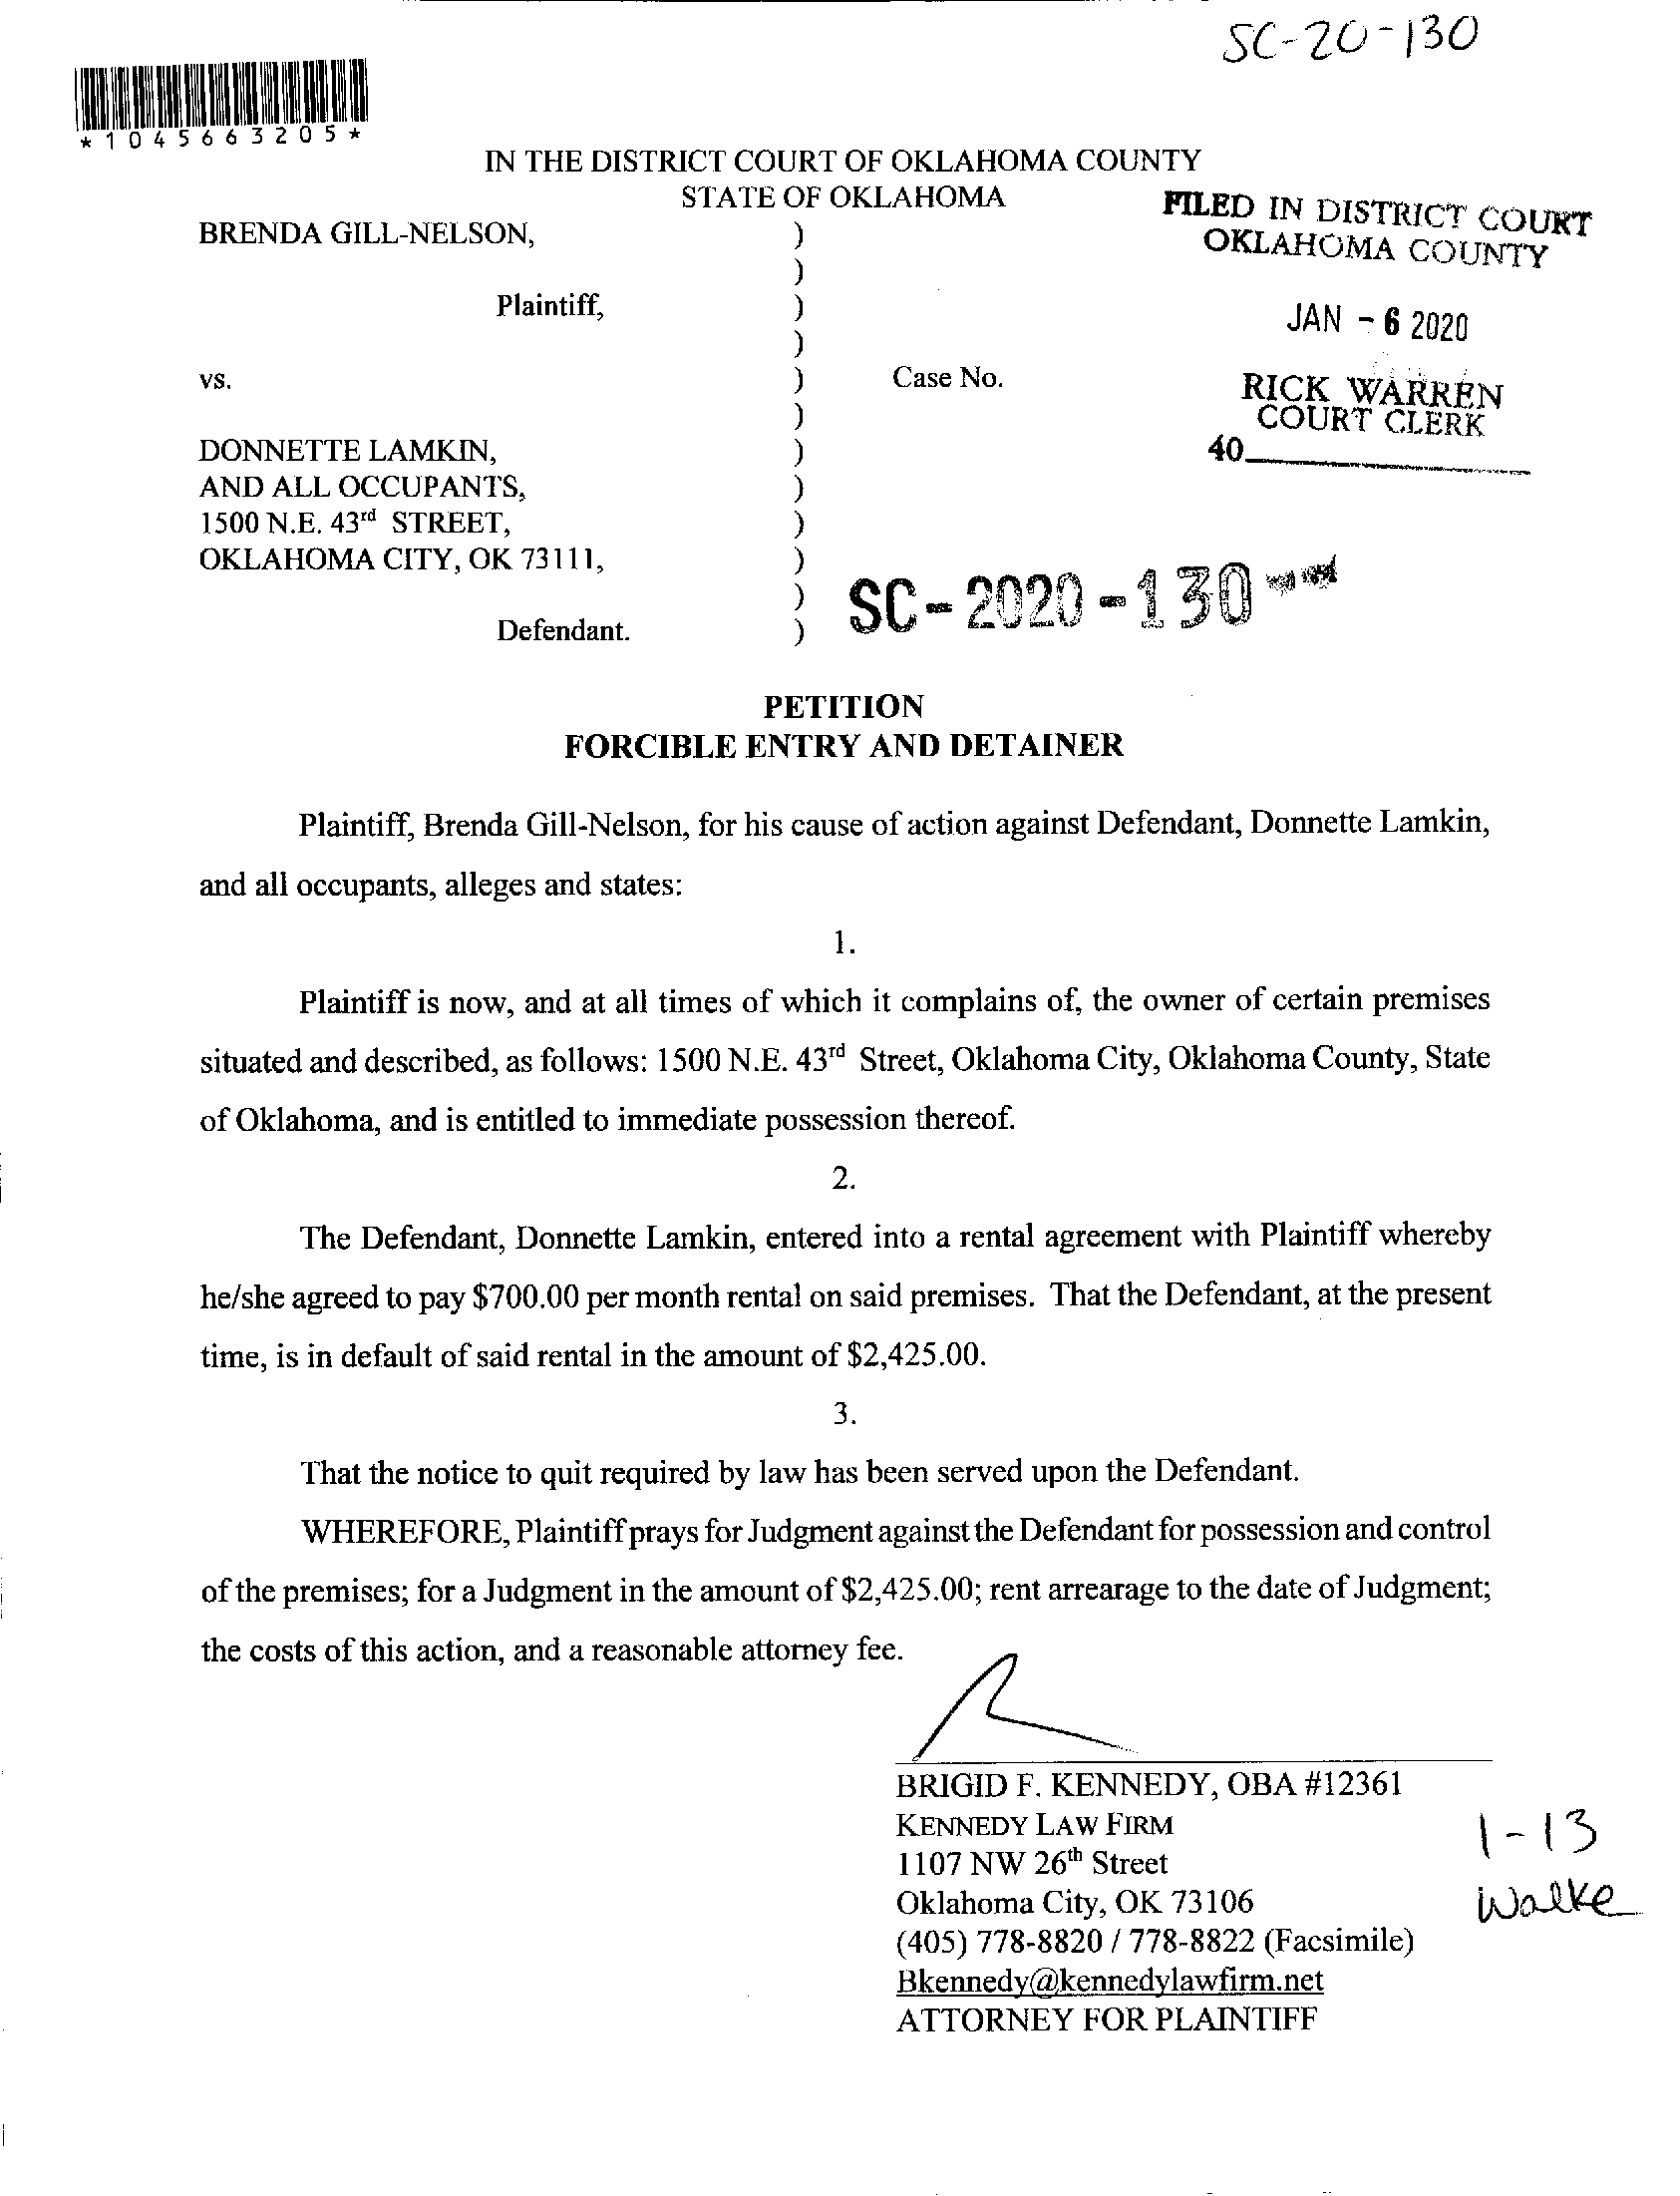 SC-20-130
*1045663205*
IN THE DISTRICT COURT OF OKLAHOMA COUNTY
STATE OF OKLAHOMA
FILED IN DISTRICT COURT
OKLAHOMA COUNTY
JAN - 6 2020
RICK WARREN
COURT CLERK
40
BRENDA GILL-NELSON, )
)
Plaintiff, )
)
vs. ) Case No.
)
DONNETTE LAMKIN, )
AND ALL OCCUPANTS, )
1500 N.E. 43rd STREET, )
OKLAHOMA CITY, OK 73111, )
) SC-2020-130
Defendant. )
PETITION
FORCIBLE ENTRY AND DETAINER
Plaintiff, Brenda Gill-Nelson, for his cause of action against Defendant, Donnette Lamkin,
and all occupants, alleges and states:
1.
Plaintiff is now, and at all times of which it complains of, the owner of certain premises
situated and described, as follows: 1500 N.E. 43rd Street, Oklahoma City, Oklahoma County, State
of Oklahoma, and is entitled to immediate possession thereof.
2.
The Defendant, Donnette Lamkin, entered into a rental agreement with Plaintiff whereby
he/she agreed to pay $700.00 per month rental on said premises. That the Defendant, at the present
time, is in default of said rental in the amount of $2,425.00.
3.
That the notice to quit required by law has been served upon the Defendant.
WHEREFORE, Plaintiff prays for Judgment against the Defendant for possession and control
of the premises; for a Judgment in the amount of $2,425.00; rent arrearage to the date of Judgment;
the costs of this action, and a reasonable attorney fee.
BRIGID F. KENNEDY, OBA #12361
KENNEDY LAW FIRM
1107 NW 26th Street
Oklahoma City, OK 73106
(405) 778-8820 / 778-8822 (Facsimile)
Bkennedy@kennedylawfirm.net
ATTORNEY FOR PLAINTIFF
1-13
Walke